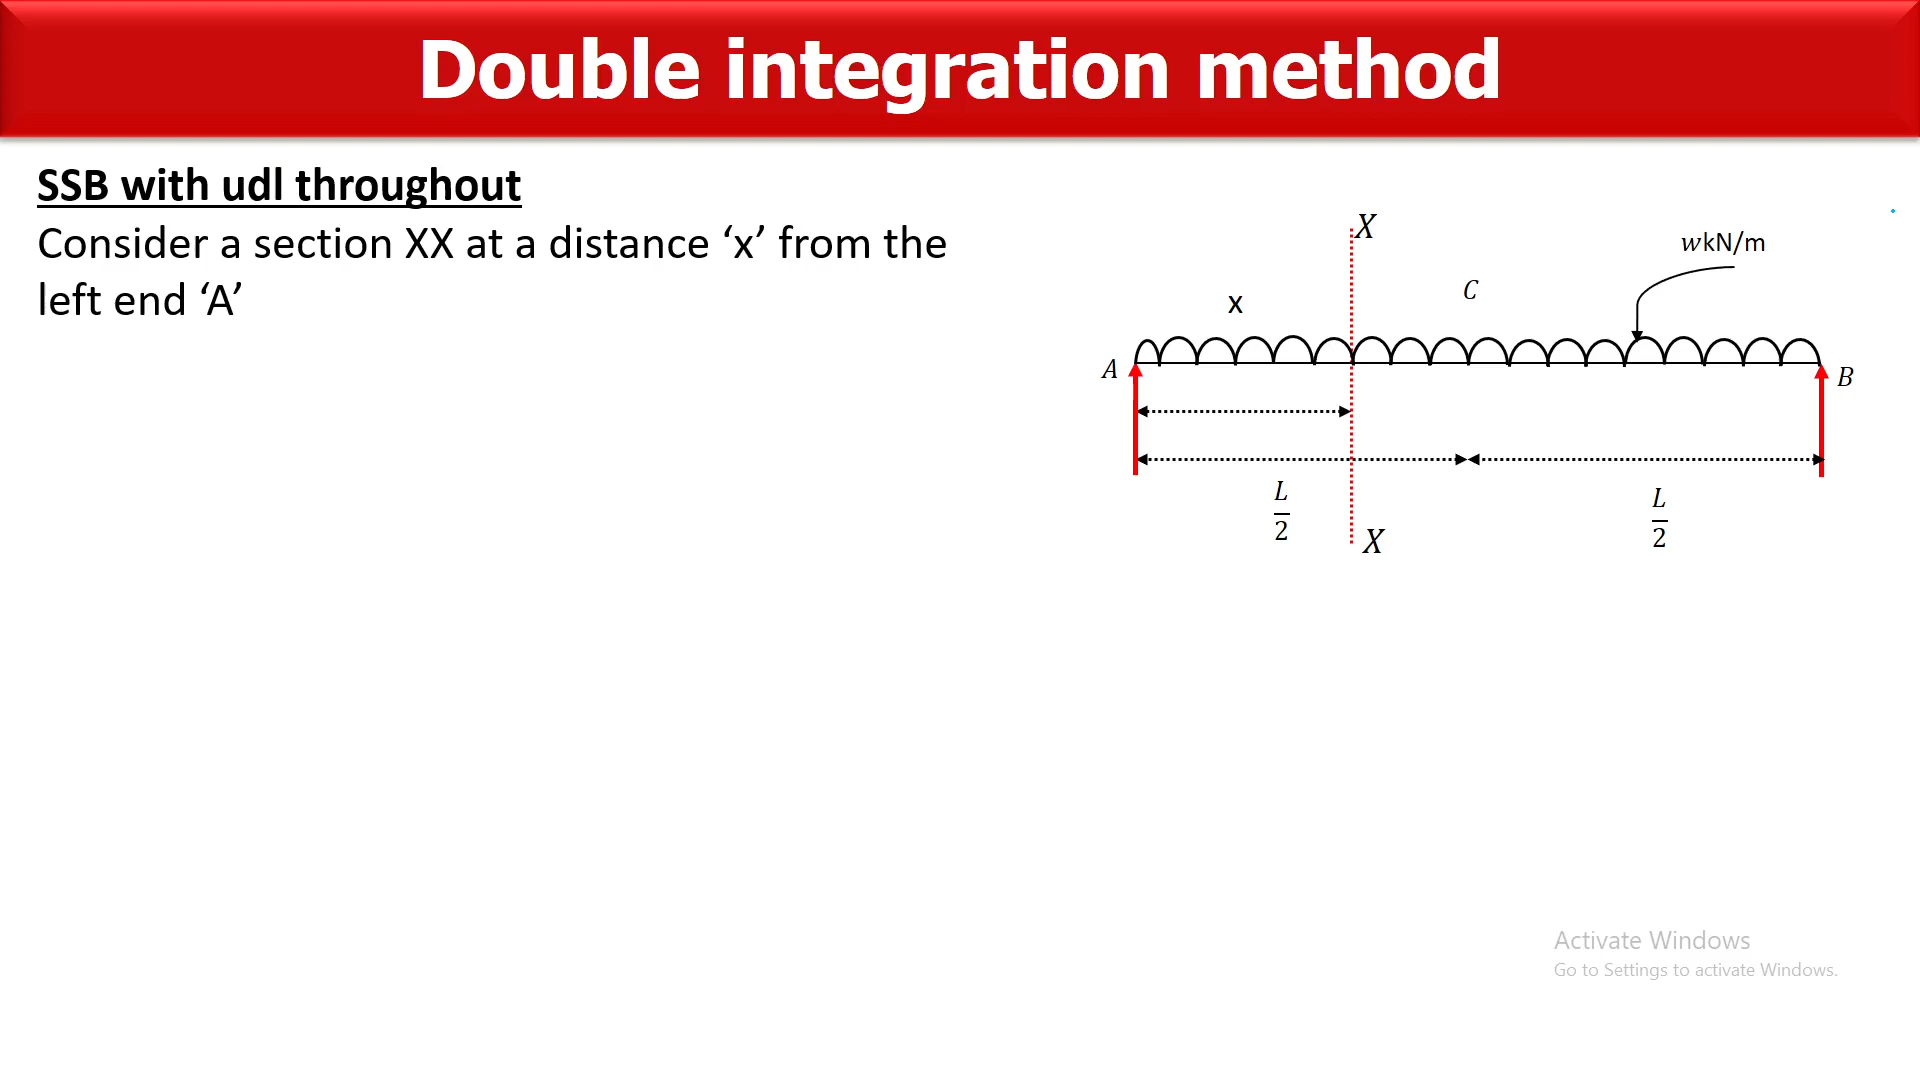 Double integration method
SSB with udl throughout
Consider a section XX at a distance ‘x’ from the
left end ‘A’
X
wkN/m
C
x
A
B
L
2
L
2
X
Activate Windows
Go to Settings to activate Windows.